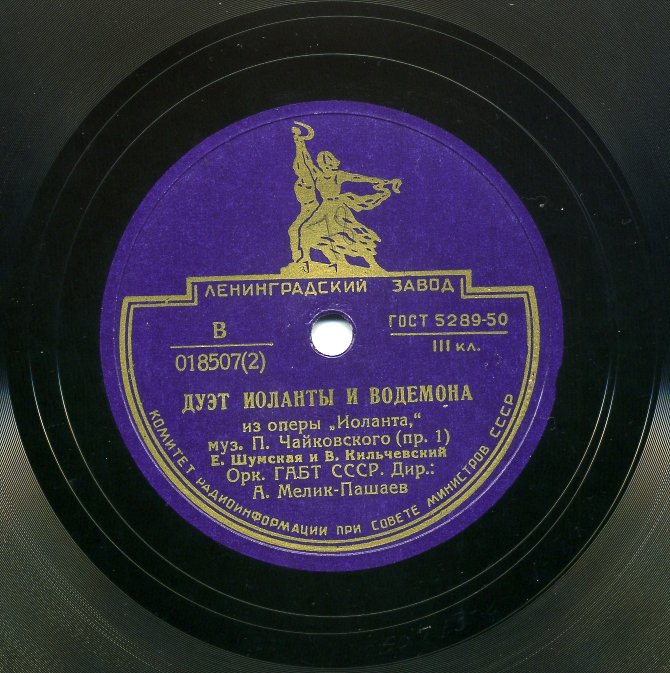 ЛЕНИНГРАДСКИЙ ЗАВОД
В
018507(2)
ГОСТ 5289-50
III кл.
ДУЭТ ИОЛАНТЫ И ВОДЕМОНА
из оперы „Иоланта,“
муз. П. Чайковского (пр. 1)
Е. Шумская и В. Кильчевский
Орк. ГАБТ СССР. Дир.:
А. Мелик-Пашаев
КОМИТЕТ РАДИОИНФОРМАЦИИ ПРИ СОВЕТЕ МИНИСТРОВ СССР